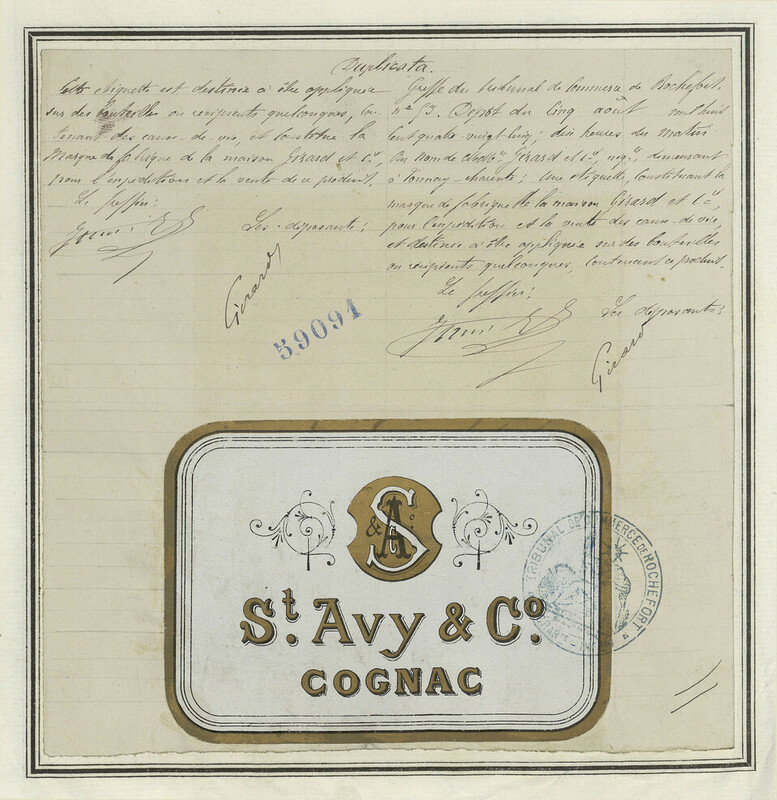 Duplicata.
Cette etiquette est destinée à être appliquée
sur des bouteilles ou récipients quelconques, con-
tenant des eaux-de-vie, et constitue la
Marque de fabrique de la maison Girard et Cie,
pour l'expédition et la vente de ce produit.
Le greffier:
Les déposants:
Girard
Greffe du tribunal de Commerce de Rochefort.
Dépôt du cinq août mil huit
cent quatre-vingt-cinq; dix heures du matin.
Au nom de Girard et Cie, négts, demeurant
à Tonnay-charente; Une étiquette, constituant la
marque de fabrique de la maison Girard et Cie,
pour l'expédition et la vente des eaux-de-vie,
et destinée à être appliquée sur des bouteilles
ou récipients quelconques, contenant ce produit.
Le greffier:
Les déposants:
Girard
59091
S A & Co
St. Avy & Co.
COGNAC
TRIBUNAL DE COMMERCE DE ROCHEFORT